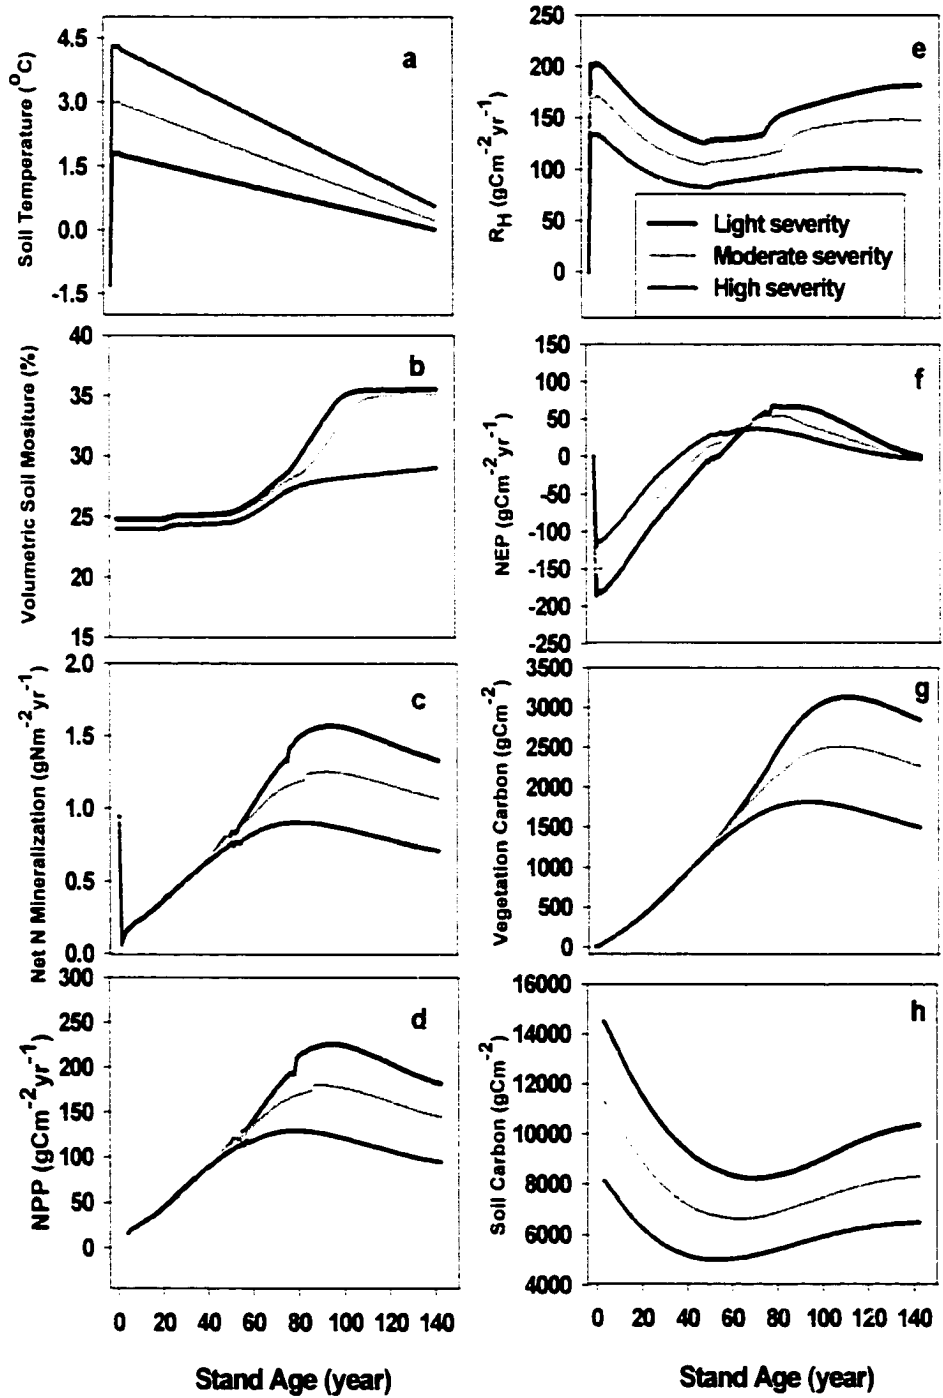 a
Soil Temperature (°C)
4.5
3.0
1.5
0.0
-1.5
b
Volumetric Soil Mositure (%)
40
35
30
25
20
15
c
Net N Mineralization (gNm-2yr-1)
2.0
1.5
1.0
0.5
0.0
d
NPP (gCm-2yr-1)
300
250
200
150
100
50
0
0 20 40 60 80 100 120 140
Stand Age (year)
e
RH (gCm-2yr-1)
250
200
150
100
50
0
Light severity
Moderate severity
High severity
f
NEP (gCm-2yr-1)
150
100
50
0
-50
-100
-150
-200
-250
g
Vegetation Carbon (gCm-2)
3500
3000
2500
2000
1500
1000
500
0
h
Soil Carbon (gCm-2)
16000
14000
12000
10000
8000
6000
4000
0 20 40 60 80 100 120 140
Stand Age (year)